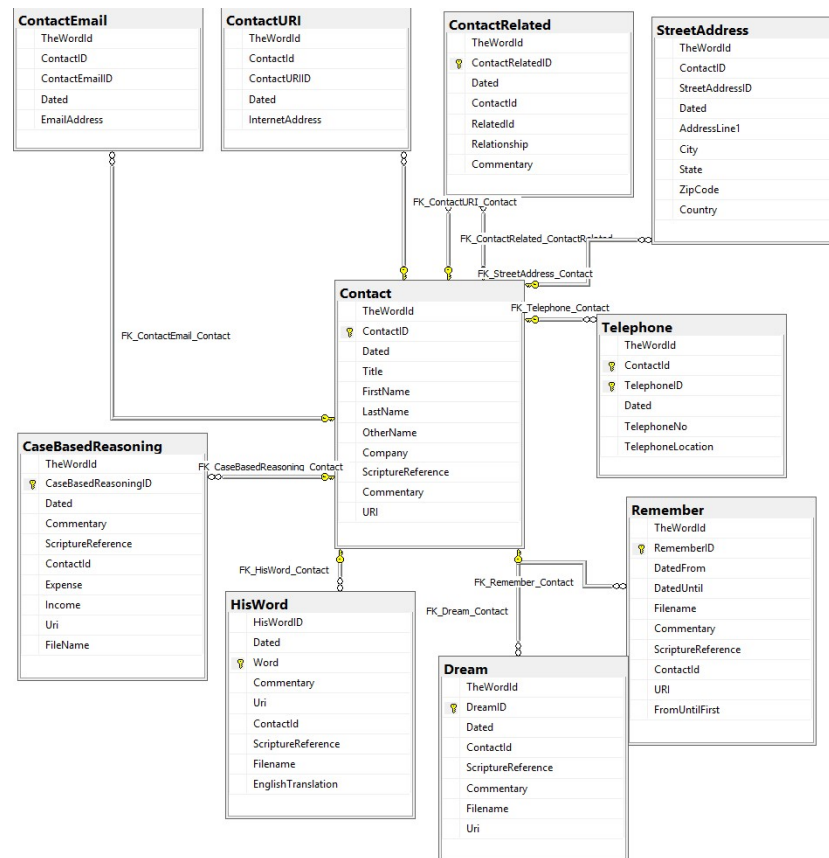 ContactEmail
TheWordId
ContactID
ContactEmailID
Dated
EmailAddress
ContactURI
TheWordId
ContactId
ContactURIID
Dated
InternetAddress
ContactRelated
TheWordId
ContactRelatedID
Dated
ContactId
RelatedId
Relationship
Commentary
StreetAddress
TheWordId
ContactID
StreetAddressID
Dated
AddressLine1
City
State
ZipCode
Country
FK_ContactURI_Contact
FK_ContactRelated_ContactRelated
FK_StreetAddress_Contact
FK_Telephone_Contact
FK_ContactEmail_Contact
Contact
TheWordId
ContactID
Dated
Title
FirstName
LastName
OtherName
Company
ScriptureReference
Commentary
URI
Telephone
TheWordId
ContactId
TelephoneID
Dated
TelephoneNo
TelephoneLocation
CaseBasedReasoning
TheWordId
CaseBasedReasoningID
Dated
Commentary
ScriptureReference
ContactId
Expense
Income
Uri
FileName
FK_CaseBasedReasoning_Contact
FK_HisWord_Contact
FK_Remember_Contact
FK_Dream_Contact
HisWord
HisWordID
Dated
Word
Commentary
Uri
ContactId
ScriptureReference
Filename
EnglishTranslation
Remember
TheWordId
RememberID
DatedFrom
DatedUntil
Filename
Commentary
ScriptureReference
ContactId
URI
FromUntilFirst
Dream
TheWordId
DreamID
Dated
ContactId
ScriptureReference
Commentary
Filename
Uri